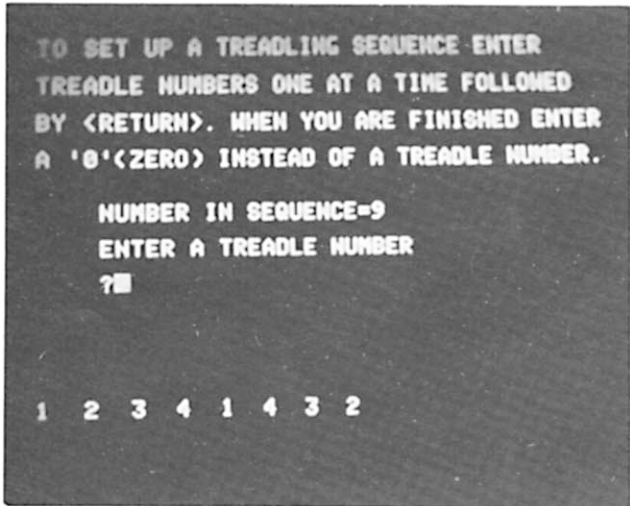 TO SET UP A TREADLING SEQUENCE ENTER
TREADLE NUMBERS ONE AT A TIME FOLLOWED
BY <RETURN>. WHEN YOU ARE FINISHED ENTER
A '0'(ZERO) INSTEAD OF A TREADLE NUMBER.
NUMBER IN SEQUENCE=9
ENTER A TREADLE NUMBER
?
1 2 3 4 1 4 3 2